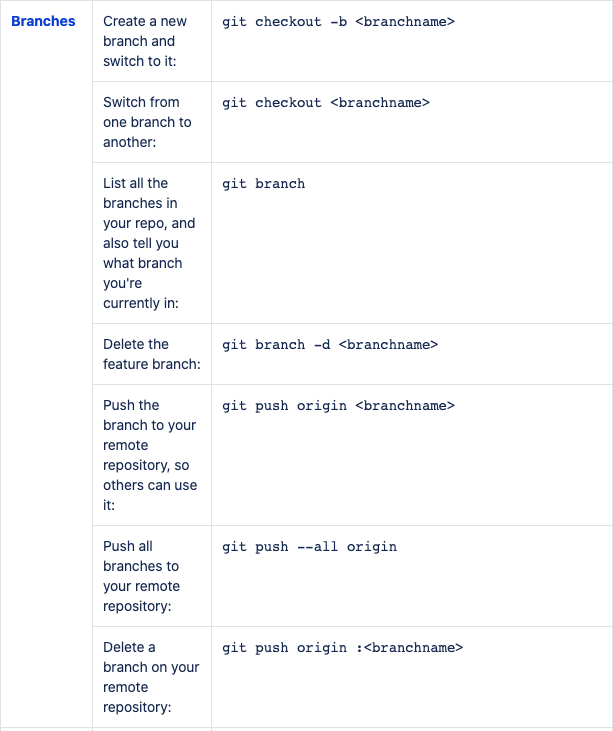 Branches
Create a new
branch and
switch to it:
git checkout -b <branchname>
Switch from
one branch to
another:
git checkout <branchname>
List all the
branches in
your repo, and
also tell you
what branch
you're
currently in:
git branch
Delete the
feature branch:
git branch -d <branchname>
Push the
branch to your
remote
repository, so
others can use
it:
git push origin <branchname>
Push all
branches to
your remote
repository:
git push --all origin
Delete a
branch on your
remote
repository:
git push origin :<branchname>